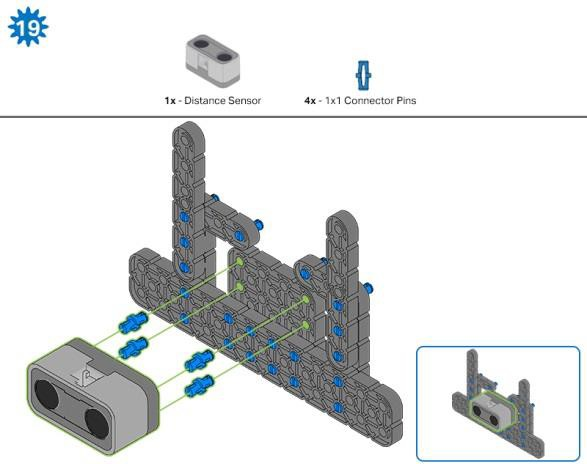 19
1x - Distance Sensor
4x - 1x1 Connector Pins